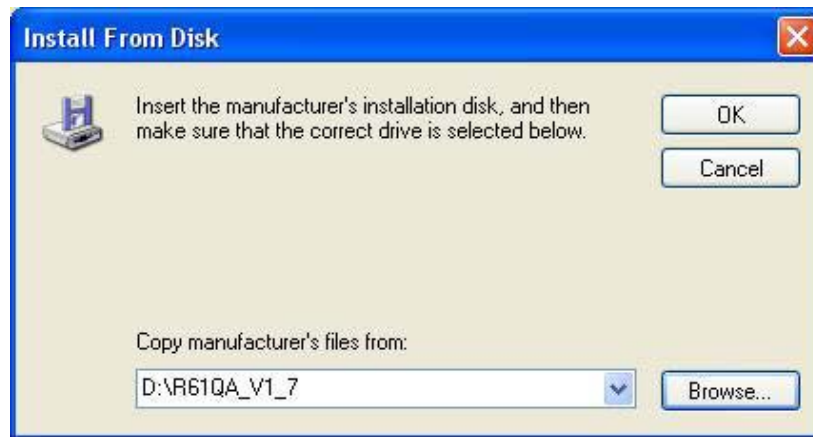 Install From Disk
Insert the manufacturer's installation disk, and then
make sure that the correct drive is selected below.
OK
Cancel
Copy manufacturer's files from:
D:\R61QA_V1_7
Browse...